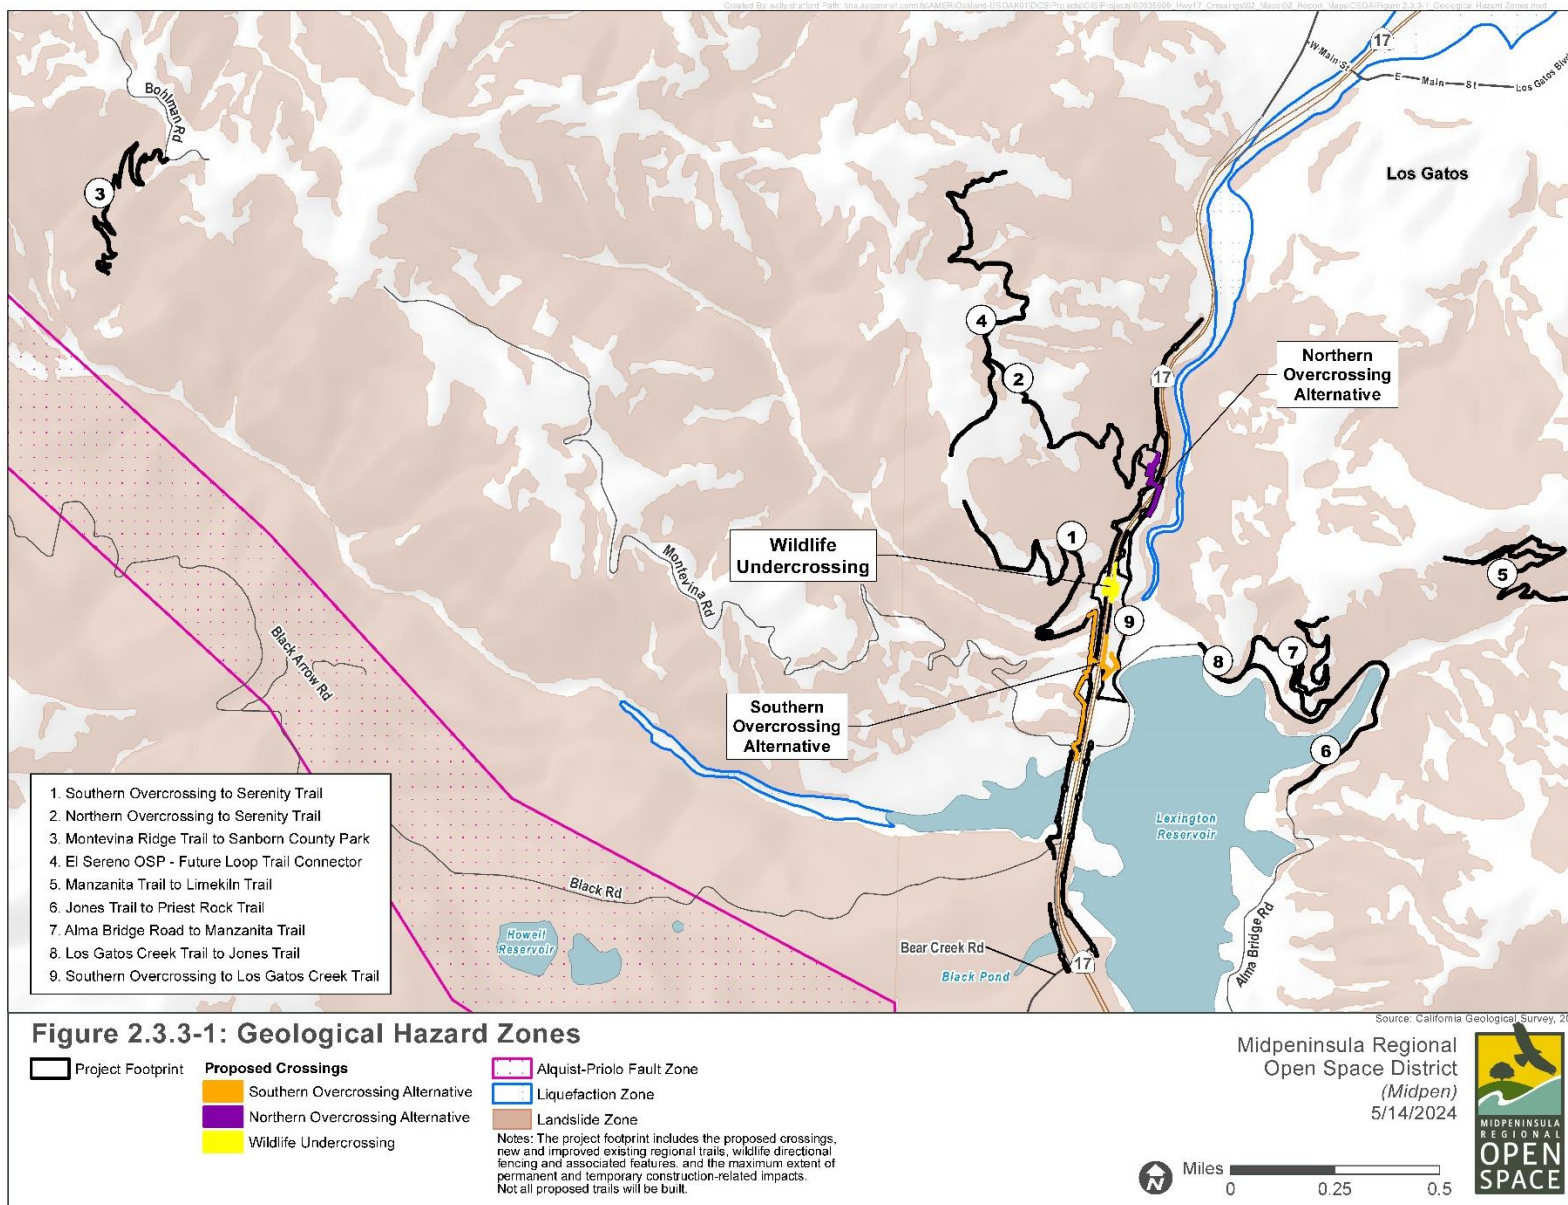 Bohlman Rd
3
17
W Main St
E Main St
Los Gatos Blvd
Los Gatos
4
2
17
Northern
Overcrossing
Alternative
Wildlife
Undercrossing
1
5
Montevina Rd
9
8
7
Black Arrow Rd
Southern
Overcrossing
Alternative
6
Lexington
Reservoir
1. Southern Overcrossing to Serenity Trail
2. Northern Overcrossing to Serenity Trail
3. Montevina Ridge Trail to Sanborn County Park
4. El Sereno OSP - Future Loop Trail Connector
5. Manzanita Trail to Limekiln Trail
6. Jones Trail to Priest Rock Trail
7. Alma Bridge Road to Manzanita Trail
8. Los Gatos Creek Trail to Jones Trail
9. Southern Overcrossing to Los Gatos Creek Trail
Black Rd
Howell
Reservoir
Bear Creek Rd
Black Pond
17
Alma Bridge Rd
Source: California Geological Survey, 20
Figure 2.3.3-1: Geological Hazard Zones
Project Footprint
Proposed Crossings
Southern Overcrossing Alternative
Northern Overcrossing Alternative
Wildlife Undercrossing
Alquist-Priolo Fault Zone
Liquefaction Zone
Landslide Zone
Notes: The project footprint includes the proposed crossings,
new and improved existing regional trails, wildlife directional
fencing and associated features, and the maximum extent of
permanent and temporary construction-related impacts.
Not all proposed trails will be built.
Midpeninsula Regional
Open Space District
(Midpen)
5/14/2024
N
Miles
0 0.25 0.5
MIDPENINSULA
REGIONAL
OPEN
SPACE